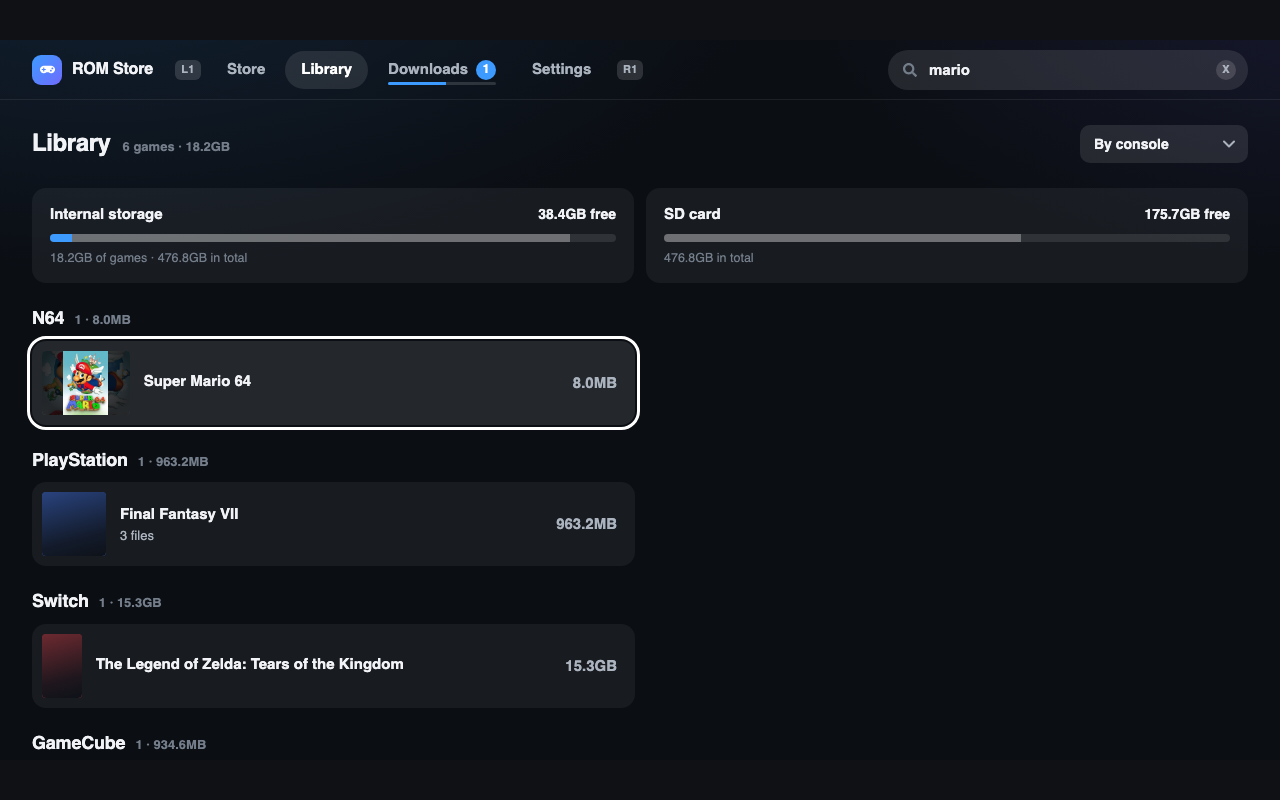 ROM Store L1 Store Library Downloads 1 Settings R1 mario X
Library 6 games · 18.2GB By console
Internal storage 38.4GB free
18.2GB of games · 476.8GB in total
SD card 175.7GB free
476.8GB in total
N64 1 · 8.0MB
Super Mario 64 8.0MB
PlayStation 1 · 963.2MB
Final Fantasy VII 963.2MB
3 files
Switch 1 · 15.3GB
The Legend of Zelda: Tears of the Kingdom 15.3GB
GameCube 1 · 934.6MB